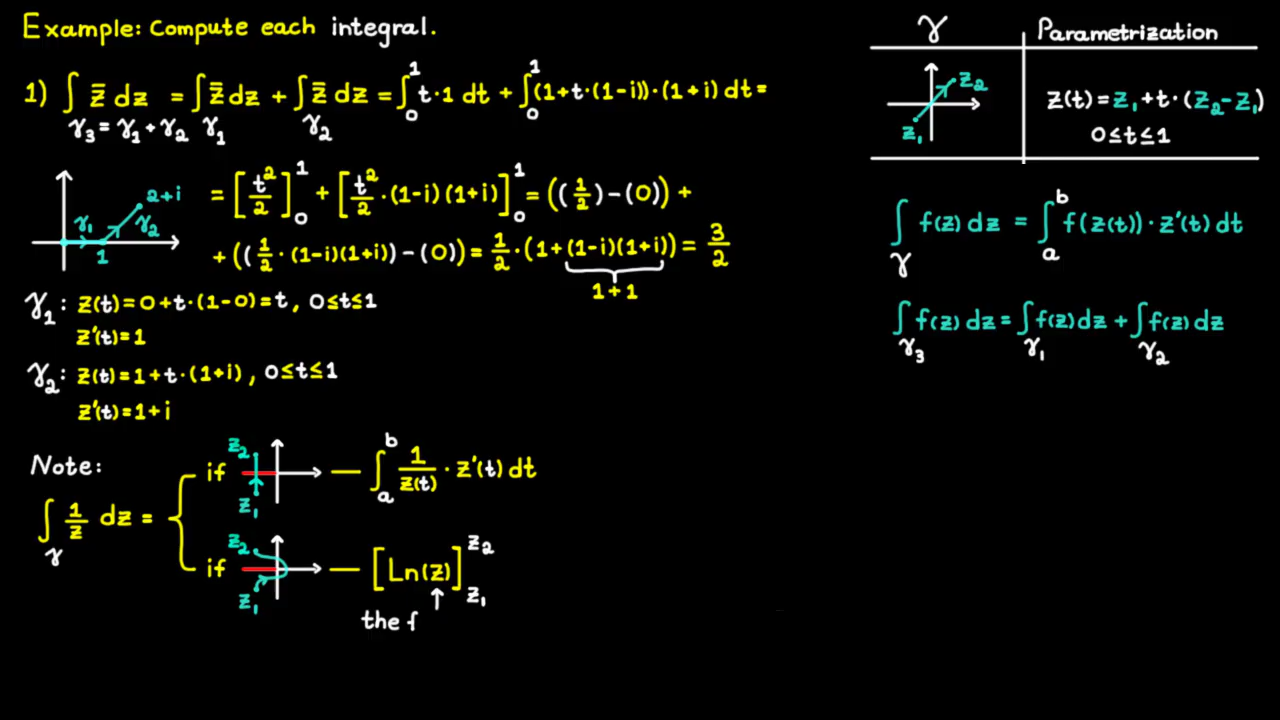 Example: Compute each integral.
1) ∫ z̄ dz = ∫ z̄ dz + ∫ z̄ dz = ∫₀¹ t·1 dt + ∫₀¹ (1+t·(1-i))·(1+i) dt =
γ₃ = γ₁ + γ₂ γ₁ γ₂
= [t²/2]₀¹ + [t²/2 · (1-i)(1+i)]₀¹ = ((1/2) - (0)) +
2+i
γ₁ γ₂
1
+ ((1/2 · (1-i)(1+i)) - (0)) = 1/2 · (1+(1-i)(1+i)) = 3/2
1+1
γ₁: z(t) = 0+t·(1-0) = t, 0≤t≤1
z'(t) = 1
γ₂: z(t) = 1+t·(1+i), 0≤t≤1
z'(t) = 1+i
Note:
∫γ 1/z dz =
if z₂ z₁ — ∫ₐᵇ 1/z(t) · z'(t) dt
if z₂ z₁ — [Ln(z)] z₂ z₁
↑
the f
γ Parametrization
z₂ z₁
z(t) = z₁ + t·(z₂-z₁)
0≤t≤1
∫γ f(z) dz = ∫ₐᵇ f(z(t))·z'(t) dt
∫ f(z) dz = ∫ f(z) dz + ∫ f(z) dz
γ₃ γ₁ γ₂